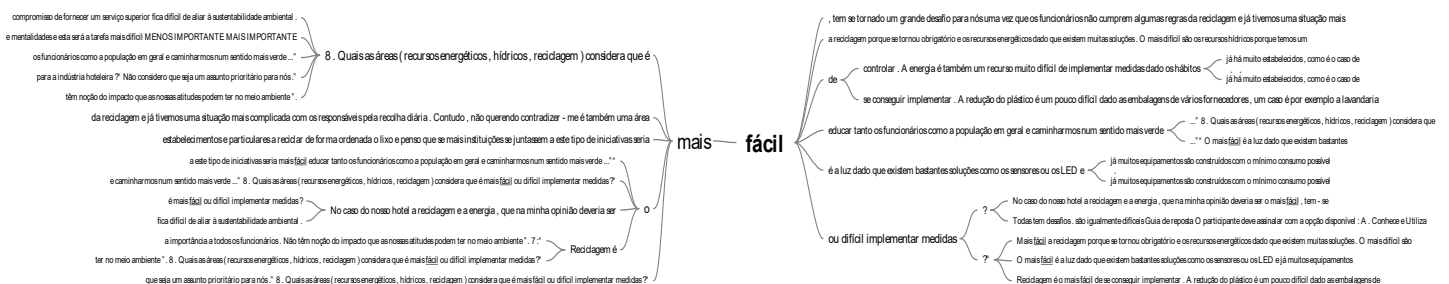 compromisso de fornecer um serviço superior fica difícil de aliar à sustentabilidade ambiental .
e mentalidades e esta será a tarefa mais difícil MENOS IMPORTANTE MAIS IMPORTANTE
os funcionários como a população em geral e caminharmos num sentido mais verde ..."
para a indústria hoteleira ?" Não considero que seja um assunto prioritário para nós."
têm noção do impacto que as nossas atitudes podem ter no meio ambiente" .
8 . Quais as áreas ( recursos energéticos , hídricos , reciclagem ) considera que é
da reciclagem e já tivemos uma situação mais complicada com os responsáveis pela recolha diária . Contudo , não querendo contradizer - me é também uma área
estabelecimentos e particulares a reciclar de forma ordenada o lixo e penso que se mais instituições se juntassem a este tipo de iniciativas seria
a este tipo de iniciativas seria mais fácil educar tanto os funcionários como a população em geral e caminharmos num sentido mais verde ..." "
e caminharmos num sentido mais verde ..." 8 . Quais as áreas ( recursos energéticos , hídricos , reciclagem ) considera que é mais fácil ou difícil implementar medidas?"
é mais fácil ou difícil implementar medidas?
fica difícil de aliar à sustentabilidade ambiental .
No caso do nosso hotel a reciclagem e a energia , que na minha opinião deveria ser
a importância a todos os funcionários. Não têm noção do impacto que as nossas atitudes podem ter no meio ambiente" . 7 :"
ter no meio ambiente" . 8 . Quais as áreas ( recursos energéticos , hídricos , reciclagem ) considera que é mais fácil ou difícil implementar medidas?"
Reciclagem é
o
que seja um assunto prioritário para nós." 8 . Quais as áreas ( recursos energéticos , hídricos , reciclagem ) considera que é mais fácil ou difícil implementar medidas?"
mais
fácil
, tem se tornado um grande desafio para nós uma vez que os funcionários não cumprem algumas regras da reciclagem e já tivemos uma situação mais
a reciclagem porque se tornou obrigatório e os recursos energéticos dado que existem muitas soluções. O mais difícil são os recursos hídricos porque temos um
de
controlar . A energia é também um recurso muito difícil de implementar medidas dado os hábitos
já há muito estabelecidos, como é o caso de
já há muito estabelecidos, como é o caso de
se conseguir implementar . A redução do plástico é um pouco difícil dado as embalagens de vários fornecedores, um caso é por exemplo a lavandaria
educar tanto os funcionários como a população em geral e caminharmos num sentido mais verde
..." 8 . Quais as áreas ( recursos energéticos , hídricos , reciclagem ) considera que
..." " O mais fácil é a luz dado que existem bastantes
é a luz dado que existem bastantes soluções como os sensores ou os LED e
já muitos equipamentos são construídos com o mínimo consumo possível
já muitos equipamentos são construídos com o mínimo consumo possível
ou difícil implementar medidas
?
No caso do nosso hotel a reciclagem e a energia , que na minha opinião deveria ser o mais fácil , tem - se
Todas tem desafios. são igualmente difíceis Guia de reposta O participante deve assinalar com a opção disponível : A . Conhece e Utiliza
?"
Mais fácil a reciclagem porque se tornou obrigatório e os recursos energéticos dado que existem muitas soluções. O mais difícil são
O mais fácil é a luz dado que existem bastantes soluções como os sensores ou os LED e já muitos equipamentos
Reciclagem é o mais fácil de se conseguir implementar . A redução do plástico é um pouco difícil dado as embalagens de